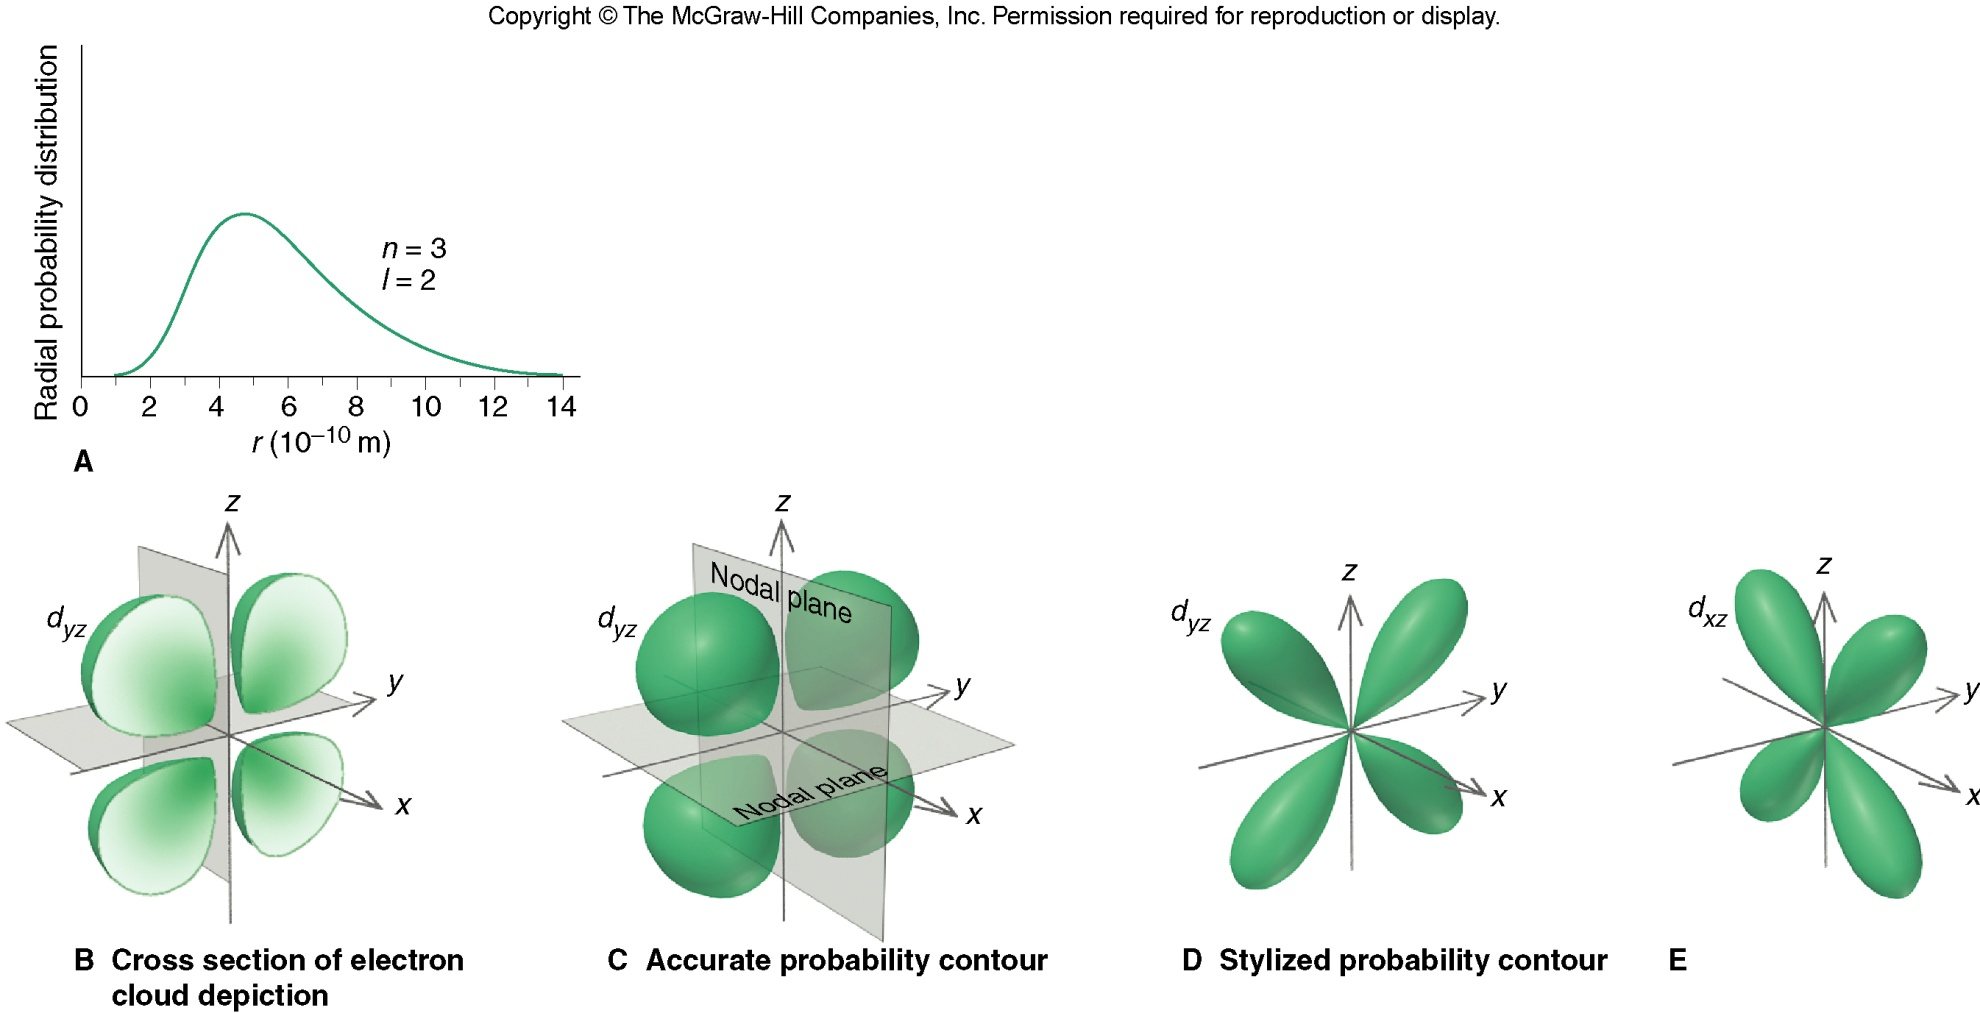 Copyright © The McGraw-Hill Companies, Inc. Permission required for reproduction or display.
Radial probability distribution
n = 3
l = 2
0 2 4 6 8 10 12 14
r (10⁻¹⁰ m)
A
z
d_yz
y
x
B Cross section of electron
cloud depiction
z
Nodal plane
d_yz
y
Nodal plane
x
C Accurate probability contour
z
d_yz
y
x
D Stylized probability contour
z
d_xz
y
x
E